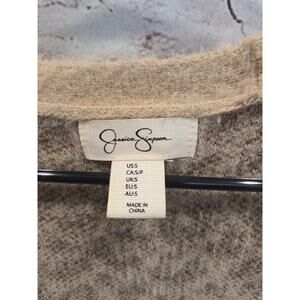 Jessica Simpson
US:S
CA:S/P
UK:S
EU:S
AU:S
MADE IN
CHINA